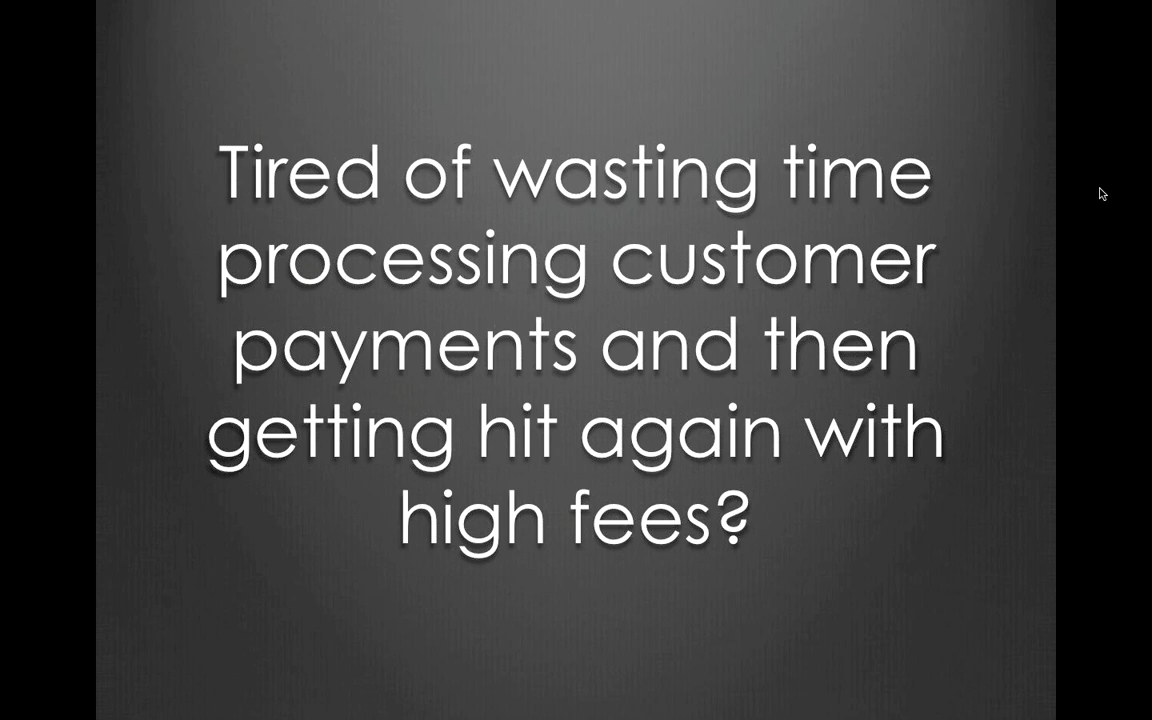 Tired of wasting time
processing customer
payments and then
getting hit again with
high fees?